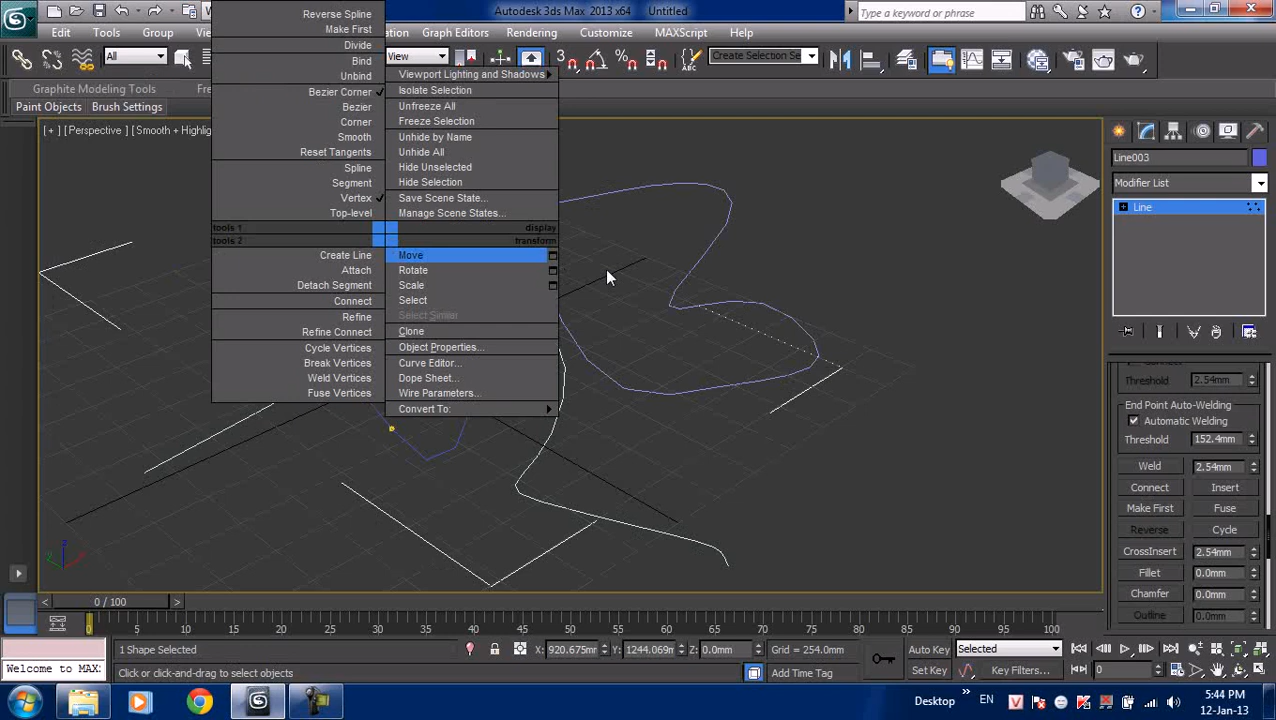 Autodesk 3ds Max 2013 x64 Untitled
Type a keyword or phrase
Edit Tools Group Graph Editors Rendering Customize MAXScript Help
All
View
Create Selection Se
Graphite Modeling Tools
Paint Objects Brush Settings
[ + ] [ Perspective ] [ Smooth + Highlig
Reverse Spline
Make First
Divide
Bind
Unbind
Bezier Corner
Bezier
Corner
Smooth
Reset Tangents
Spline
Segment
Vertex
Top-level
tools 1
tools 2
Create Line
Attach
Detach Segment
Connect
Refine
Refine Connect
Cycle Vertices
Break Vertices
Weld Vertices
Fuse Vertices
Viewport Lighting and Shadows
Isolate Selection
Unfreeze All
Freeze Selection
Unhide by Name
Unhide All
Hide Unselected
Hide Selection
Save Scene State...
Manage Scene States...
display
transform
Move
Rotate
Scale
Select
Select Similar
Clone
Object Properties...
Curve Editor...
Dope Sheet...
Wire Parameters...
Convert To:
Line003
Modifier List
Line
Threshold 2.54mm
End Point Auto-Welding
Automatic Welding
Threshold 152.4mm
Weld 2.54mm
Connect Insert
Make First Fuse
Reverse Cycle
CrossInsert 2.54mm
Fillet 0.0mm
Chamfer 0.0mm
Outline 0.0mm
z
0 / 100
0 5 10 15 20 25 30 35 40 45 50 55 60 65 70 75 80 85 90 95 100
1 Shape Selected
X: 920.675mr Y: 1244.069m Z: 0.0mm Grid = 254.0mm
Auto Key Selected
Welcome to MAX
Click or click-and-drag to select objects
Add Time Tag
Set Key Key Filters...
0
Desktop » EN
5:44 PM
12-Jan-13